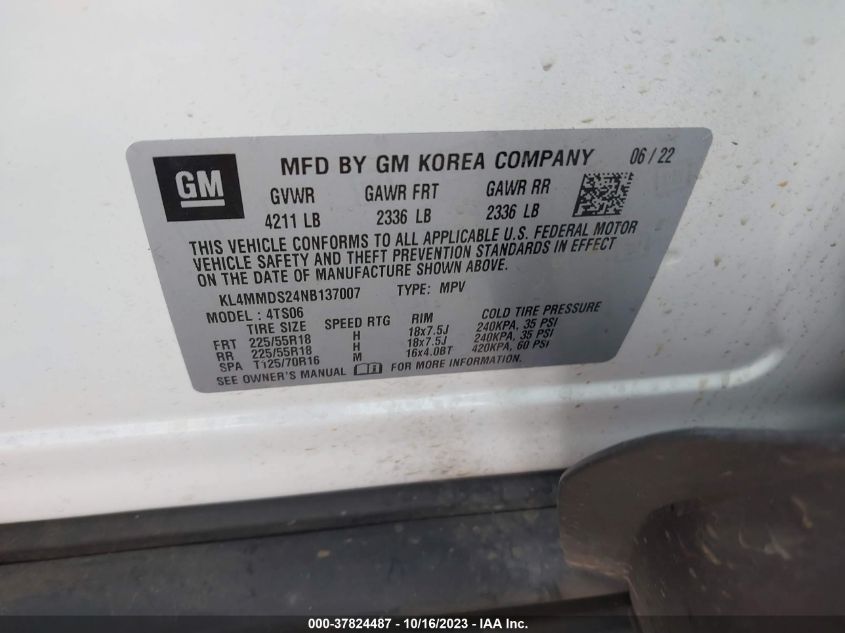 GM
MFD BY GM KOREA COMPANY 06 / 22
GVWR GAWR FRT GAWR RR
4211 LB 2336 LB 2336 LB
THIS VEHICLE CONFORMS TO ALL APPLICABLE U.S. FEDERAL MOTOR
VEHICLE SAFETY AND THEFT PREVENTION STANDARDS IN EFFECT
ON THE DATE OF MANUFACTURE SHOWN ABOVE.
KL4MMDS24NB137007 TYPE: MPV
MODEL: 4TS06
TIRE SIZE SPEED RTG RIM COLD TIRE PRESSURE
FRT 225/55R18 H 18x7.5J 240KPA, 35 PSI
RR 225/55R18 H 18x7.5J 240KPA, 35 PSI
SPA T125/70R16 M 16x4.0BT 420KPA, 60 PSI
SEE OWNER'S MANUAL FOR MORE INFORMATION.
000-37824487 - 10/16/2023 - IAA Inc.